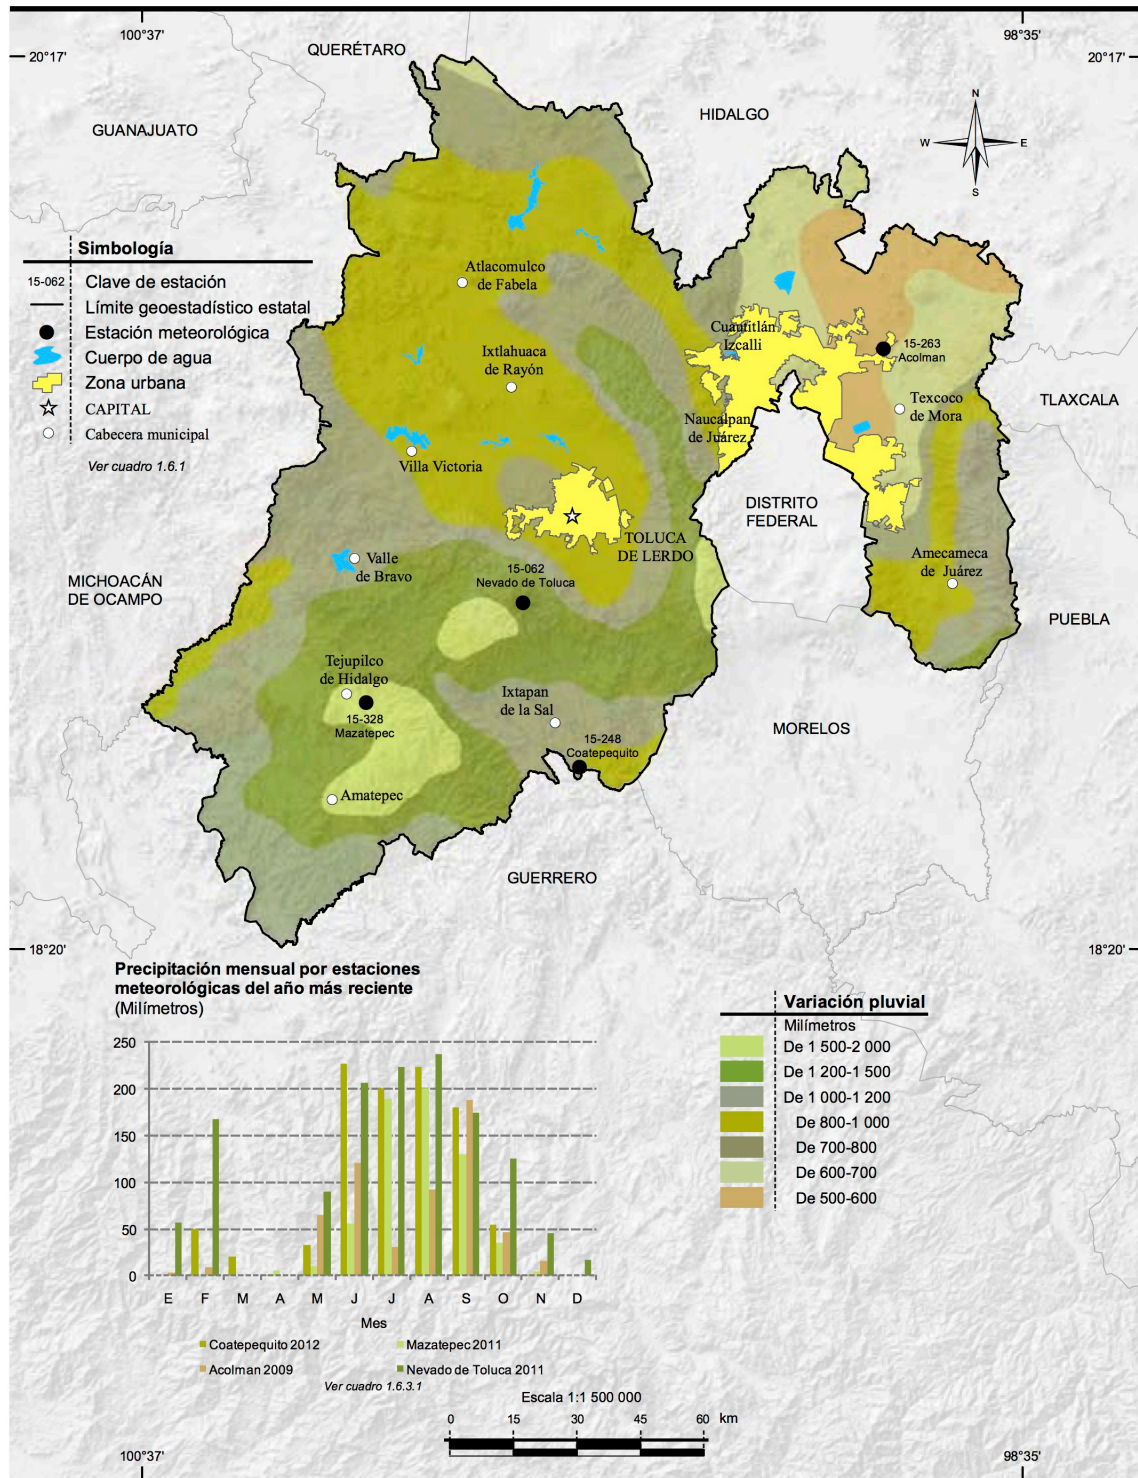 100°37'
98°35'
20°17'
20°17'
QUERÉTARO
HIDALGO
GUANAJUATO
N
W
E
S
Simbología
15-062 Clave de estación
Límite geoestadístico estatal
Estación meteorológica
Cuerpo de agua
Zona urbana
CAPITAL
Cabecera municipal
Ver cuadro 1.6.1
Atlacomulco
de Fabela
Ixtlahuaca
de Rayón
Cuautitlán
Izcalli
15-263
Acolman
Texcoco
de Mora
TLAXCALA
Naucalpan
de Juárez
Villa Victoria
DISTRITO
FEDERAL
TOLUCA
DE LERDO
Valle
de Bravo
15-062
Nevado de Toluca
Amecameca
de Juárez
MICHOACÁN
DE OCAMPO
PUEBLA
Tejupilco
de Hidalgo
15-328
Mazatepec
Ixtapan
de la Sal
15-248
Coatepequito
MORELOS
Amatepec
GUERRERO
18°20'
18°20'
Precipitación mensual por estaciones
meteorológicas del año más reciente
(Milímetros)
250
200
150
100
50
0
E F M A M J J A S O N D
Mes
Coatepequito 2012
Mazatepec 2011
Acolman 2009
Nevado de Toluca 2011
Ver cuadro 1.6.3.1
Variación pluvial
Milímetros
De 1 500-2 000
De 1 200-1 500
De 1 000-1 200
De 800-1 000
De 700-800
De 600-700
De 500-600
Escala 1:1 500 000
0 15 30 45 60 km
100°37'
98°35'